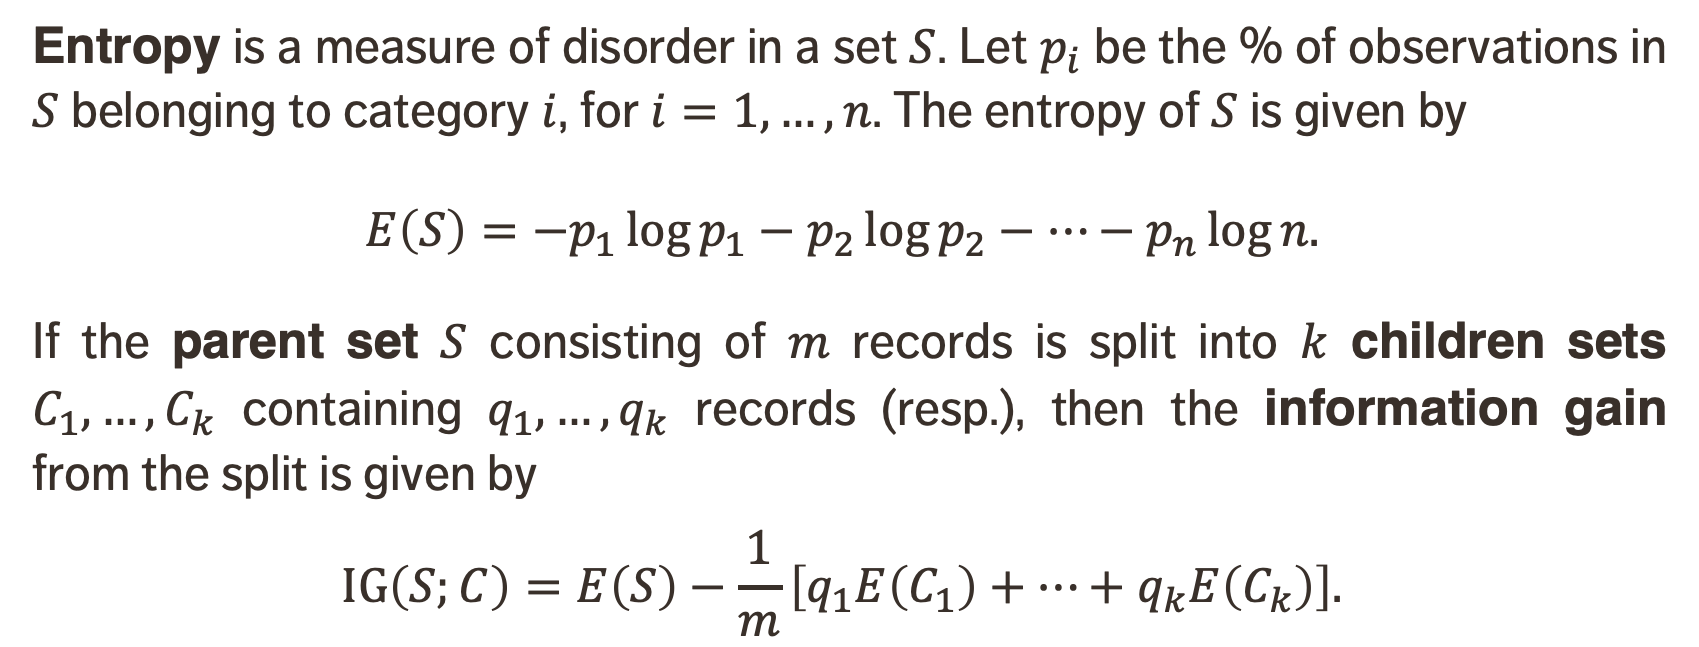 Entropy is a measure of disorder in a set S. Let pᵢ be the % of observations in
S belonging to category i, for i = 1, … , n. The entropy of S is given by
E(S) = −p₁ log p₁ − p₂ log p₂ − ⋯ − pₙ log n.
If the parent set S consisting of m records is split into k children sets
C₁, … , Cₖ containing q₁, … , qₖ records (resp.), then the information gain
from the split is given by
IG(S; C) = E(S) − 1/m [q₁E(C₁) + ⋯ + qₖE(Cₖ)].